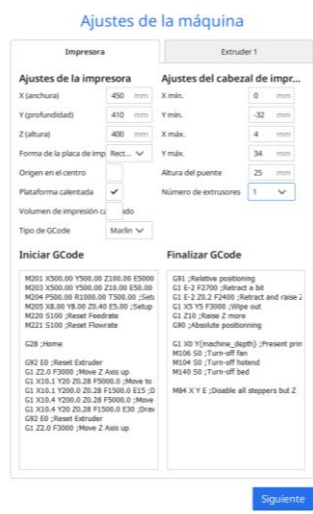 Ajustes de la máquina
Impresora
Extruder 1
Ajustes de la impresora
X (anchura) 450 mm
Y (profundidad) 410 mm
Z (altura) 400 mm
Forma de la placa de imp Rect...
Origen en el centro
Plataforma calentada
Volumen de impresión ca do
Tipo de GCode Marlin
Ajustes del cabezal de impr...
X mín. 0 mm
Y mín. -32 mm
X máx. 4 mm
Y máx. 34 mm
Altura del puente 25 mm
Número de extrusores 1
Iniciar GCode
M201 X500.00 Y500.00 Z100.00 E5000
M203 X500.00 Y500.00 Z10.00 E50.00
M204 P500.00 R1000.00 T500.00 ;Setu
M205 X8.00 Y8.00 Z0.40 E5.00 ;Setup
M220 S100 ;Reset Feedrate
M221 S100 ;Reset Flowrate
G28 ;Home
G92 E0 ;Reset Extruder
G1 Z2.0 F3000 ;Move Z Axis up
G1 X10.1 Y20 Z0.28 F5000.0 ;Move to
G1 X10.1 Y200.0 Z0.28 F1500.0 E15 ;D
G1 X10.4 Y200.0 Z0.28 F5000.0 ;Move
G1 X10.4 Y20 Z0.28 F1500.0 E30 ;Draw
G92 E0 ;Reset Extruder
G1 Z2.0 F3000 ;Move Z Axis up
Finalizar GCode
G91 ;Relative positioning
G1 E-2 F2700 ;Retract a bit
G1 E-2 Z0.2 F2400 ;Retract and raise Z
G1 X5 Y5 F3000 ;Wipe out
G1 Z10 ;Raise Z more
G90 ;Absolute positionning
G1 X0 Y{machine_depth} ;Present prin
M106 S0 ;Turn-off fan
M104 S0 ;Turn-off hotend
M140 S0 ;Turn-off bed
M84 X Y E ;Disable all steppers but Z
Siguiente